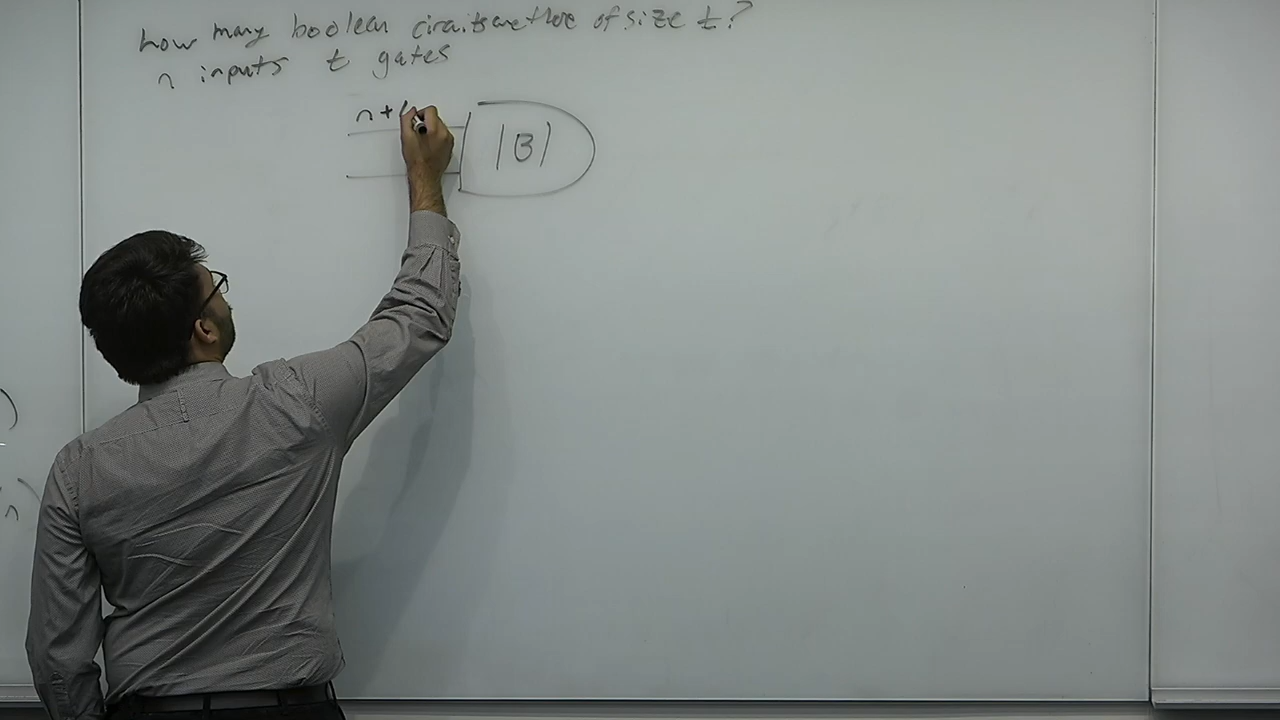 how many boolean circuits are there of size t?
n inputs t gates
n+
|B|
)
n)